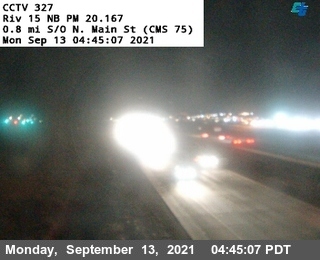 CCTV 327
Riv 15 NB PM 20.167
0.8 mi S/O N. Main St (CMS 75)
Mon Sep 13 04:45:07 2021
Monday, September 13, 2021 04:45:07 PDT